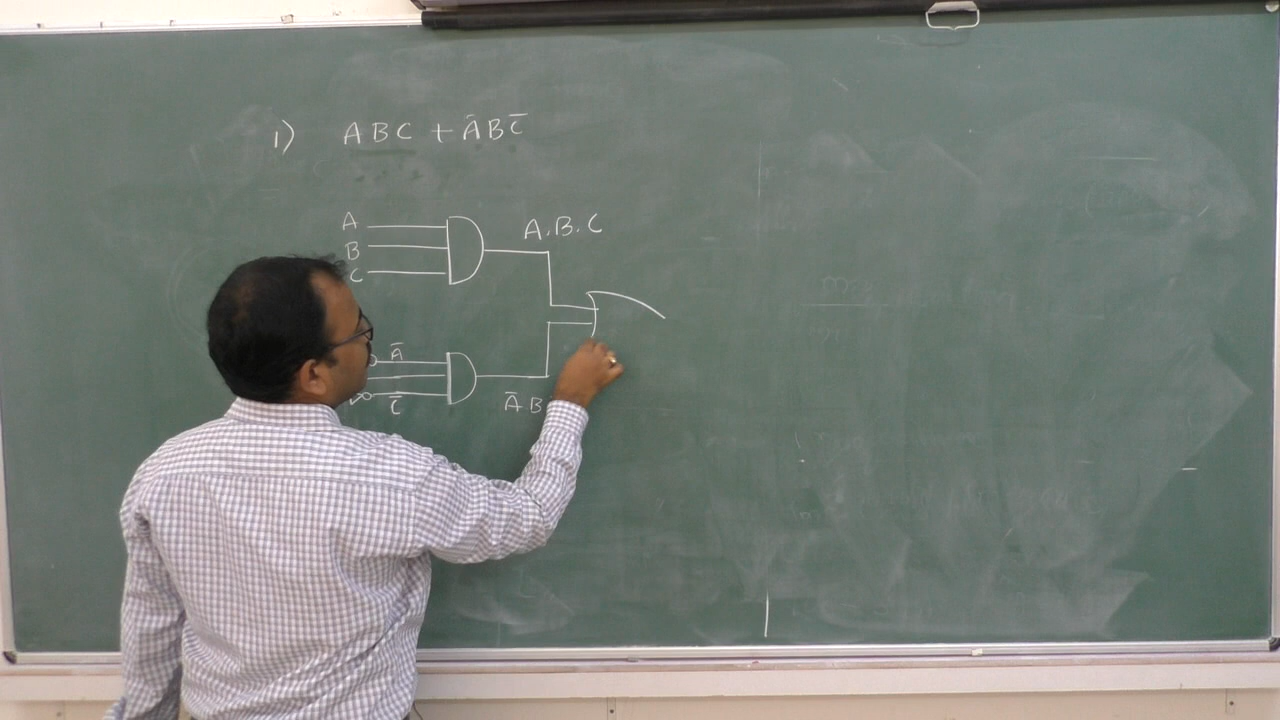 1) ABC + ĀBC̄
A
A.B.C
B
C
Ā
C̄
ĀB